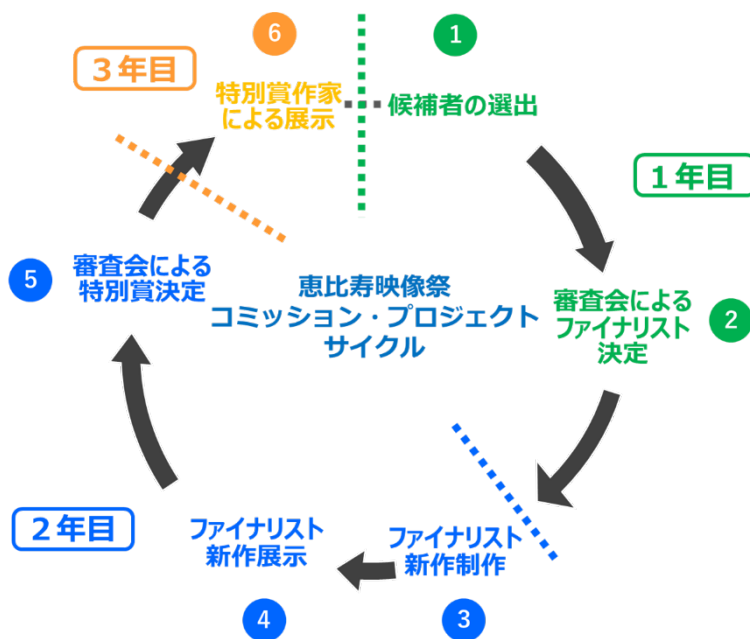 恵比寿映像祭
コミッション・プロジェクト
サイクル
1年目
1
候補者の選出
2
審査会による
ファイナリスト
決定
2年目
3
ファイナリスト
新作制作
4
ファイナリスト
新作展示
5
審査会による
特別賞決定
3年目
6
特別賞作家
による展示